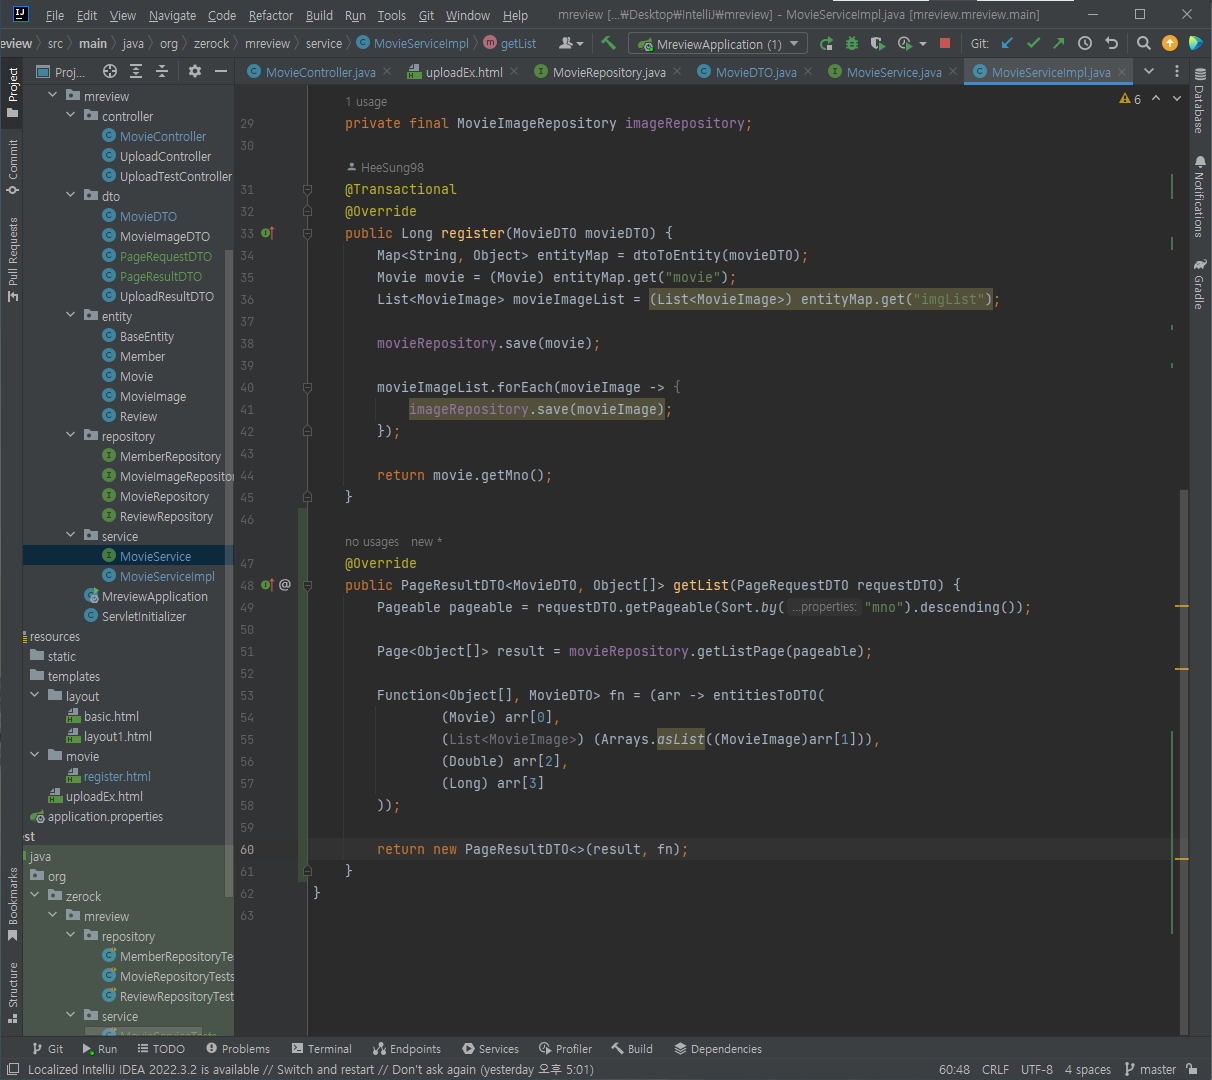 File Edit View Navigate Code Refactor Build Run Tools Git Window Help mreview [...₩Desktop₩IntelliJ₩mreview] - MovieServiceImpl.java [mreview.mreview.main]
eview src main java org zerock mreview service MovieServiceImpl getList MreviewApplication (1) Git:
Proj... MovieController.java uploadEx.html MovieRepository.java MovieDTO.java MovieService.java MovieServiceImpl.java
Project
Commit
Pull Requests
Bookmarks
Structure
mreview
controller
MovieController
UploadController
UploadTestController
dto
MovieDTO
MovieImageDTO
PageRequestDTO
PageResultDTO
UploadResultDTO
entity
BaseEntity
Member
Movie
MovieImage
Review
repository
MemberRepository
MovieImageRepositor
MovieRepository
ReviewRepository
service
MovieService
MovieServiceImpl
MreviewApplication
ServletInitializer
resources
static
templates
layout
basic.html
layout1.html
movie
register.html
uploadEx.html
application.properties
est
java
org
zerock
mreview
repository
MemberRepositoryTe
MovieRepositoryTests
ReviewRepositoryTest
service
MovieServiceTests
1 usage
6
29 private final MovieImageRepository imageRepository;
30
HeeSung98
31 @Transactional
32 @Override
33 public Long register(MovieDTO movieDTO) {
34 Map<String, Object> entityMap = dtoToEntity(movieDTO);
35 Movie movie = (Movie) entityMap.get("movie");
36 List<MovieImage> movieImageList = (List<MovieImage>) entityMap.get("imgList");
37
38 movieRepository.save(movie);
39
40 movieImageList.forEach(movieImage -> {
41 imageRepository.save(movieImage);
42 });
43
44 return movie.getMno();
45 }
46
no usages new *
47 @Override
48 @ public PageResultDTO<MovieDTO, Object[]> getList(PageRequestDTO requestDTO) {
49 Pageable pageable = requestDTO.getPageable(Sort.by( ...properties: "mno").descending());
50
51 Page<Object[]> result = movieRepository.getListPage(pageable);
52
53 Function<Object[], MovieDTO> fn = (arr -> entitiesToDTO(
54 (Movie) arr[0],
55 (List<MovieImage>) (Arrays.asList((MovieImage)arr[1])),
56 (Double) arr[2],
57 (Long) arr[3]
58 ));
59
60 return new PageResultDTO<>(result, fn);
61 }
62 }
63
Database
Notifications
Gradle
Git Run TODO Problems Terminal Endpoints Services Profiler Build Dependencies
Localized IntelliJ IDEA 2022.3.2 is available // Switch and restart // Don't ask again (yesterday 오후 5:01) 60:48 CRLF UTF-8 4 spaces master